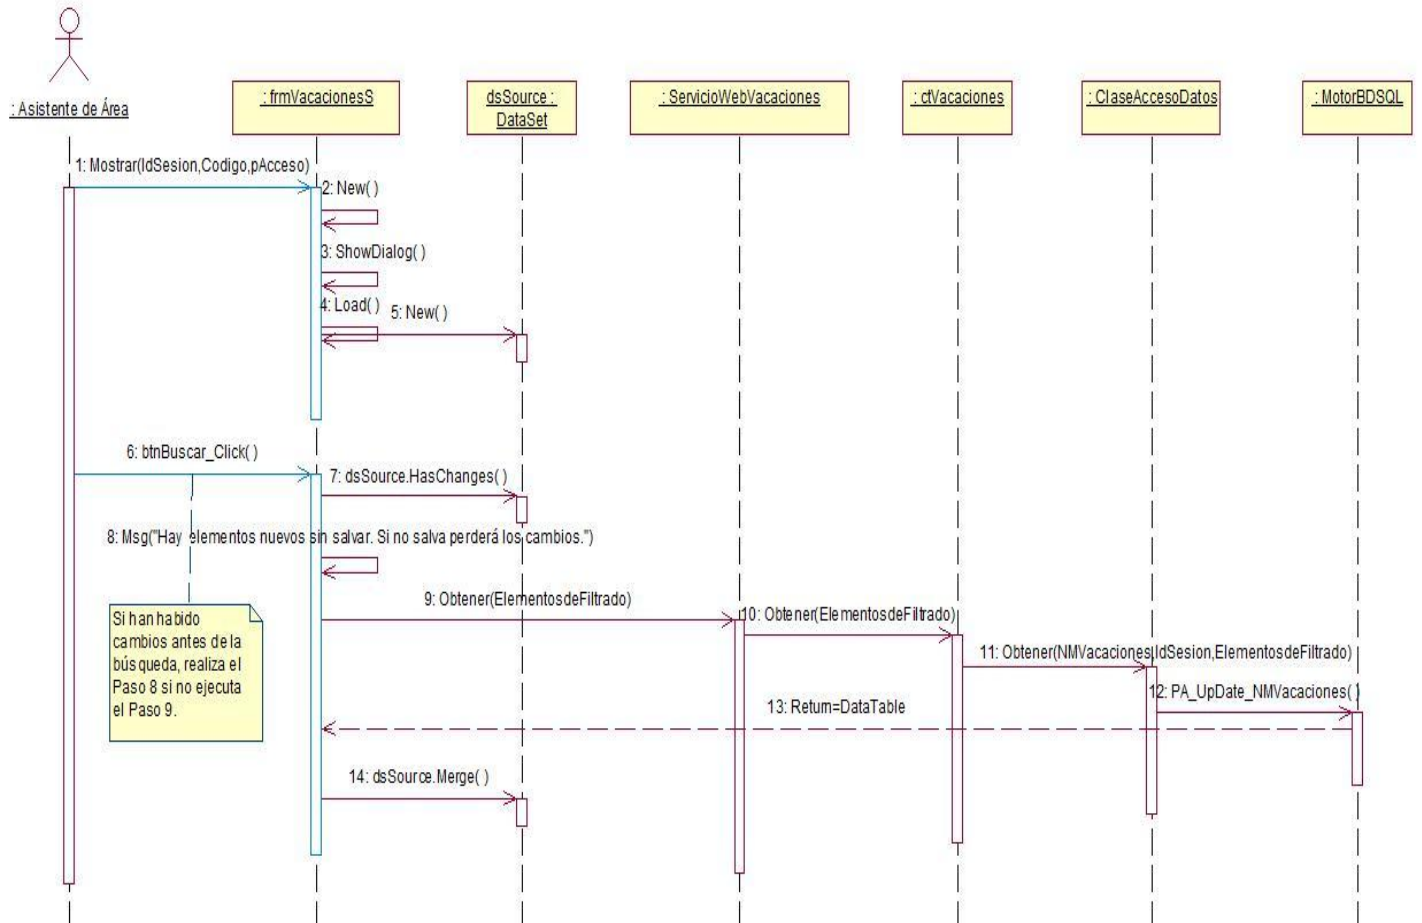 : Asistente de Área
: frmVacacionesS
dsSource :
DataSet
: ServicioWebVacaciones
: ctVacaciones
: ClaseAccesoDatos
: MotorBDSQL
1: Mostrar(IdSesion,Codigo,pAcceso)
2: New( )
3: ShowDialog( )
4: Load( )
5: New( )
6: btnBuscar_Click( )
7: dsSource.HasChanges( )
8: Msg("Hay elementos nuevos sin salvar. Si no salva perderá los cambios.")
Si han habido
cambios antes de la
búsqueda, realiza el
Paso 8 si no ejecuta
el Paso 9.
9: Obtener(ElementosdeFiltrado)
10: Obtener(ElementosdeFiltrado)
11: Obtener(NMVacaciones,IdSesion,ElementosdeFiltrado)
12: PA_UpDate_NMVacaciones( )
13: Return=DataTable
14: dsSource.Merge( )